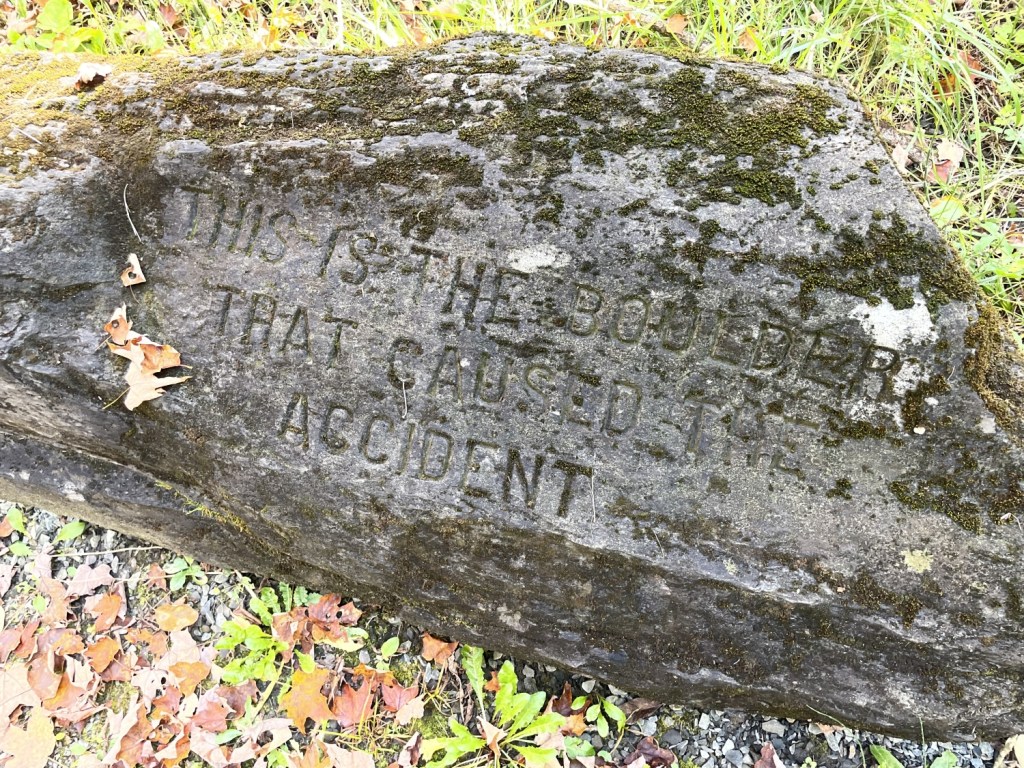 THIS IS THE BOULDER
THAT CAUSED THE
ACCIDENT